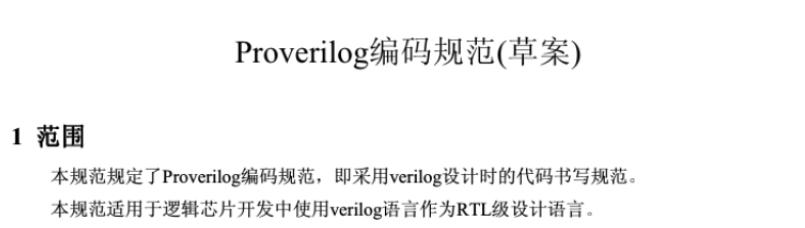 Proverilog编码规范(草案)
1 范围
本规范规定了Proverilog编码规范，即采用verilog设计时的代码书写规范。
本规范适用于逻辑芯片开发中使用verilog语言作为RTL级设计语言。